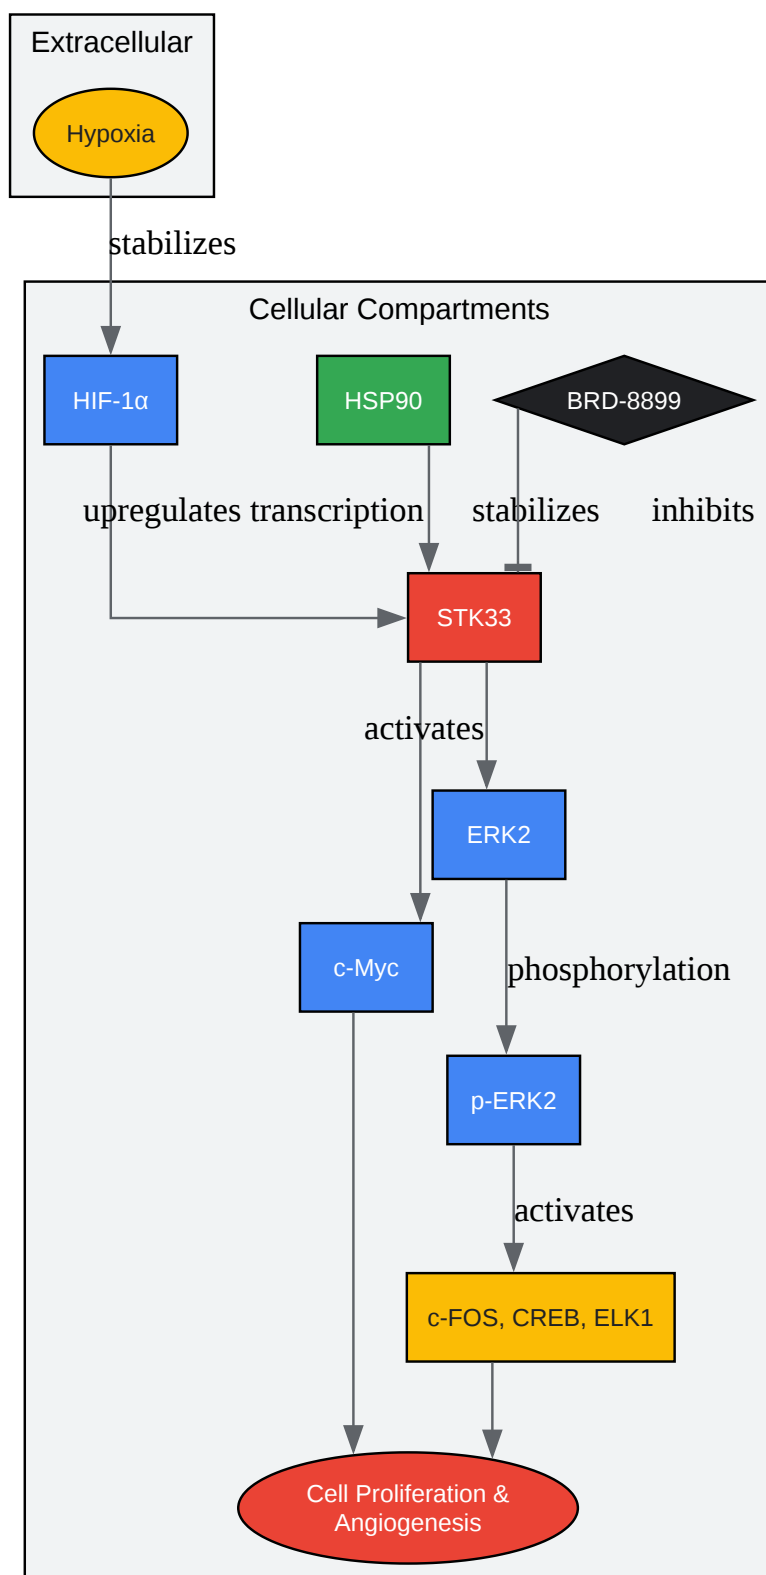 Extracellular
Hypoxia
stabilizes
Cellular Compartments
HIF-1α
HSP90
BRD-8899
upregulates transcription
stabilizes
inhibits
STK33
activates
ERK2
c-Myc
phosphorylation
p-ERK2
activates
c-FOS, CREB, ELK1
Cell Proliferation &
Angiogenesis